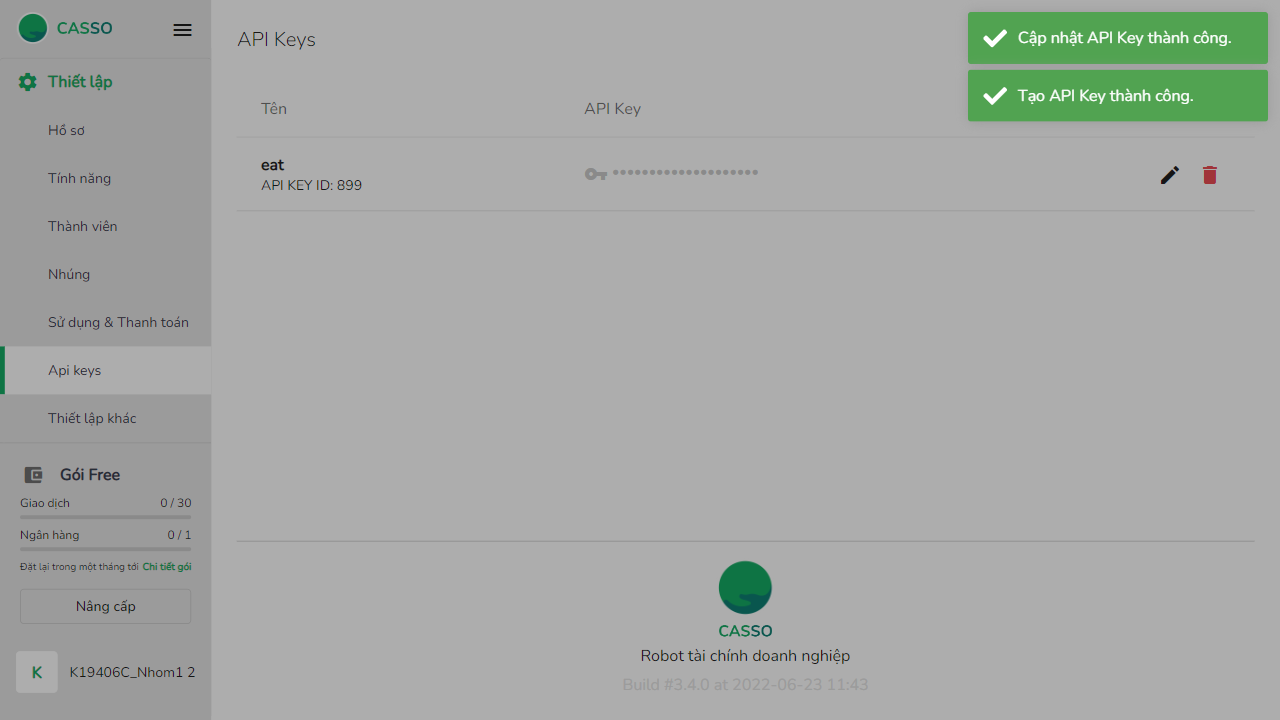 CASSO
Thiết lập
Hồ sơ
Tính năng
Thành viên
Nhúng
Sử dụng & Thanh toán
Api keys
Thiết lập khác
Gói Free
Giao dịch 0 / 30
Ngân hàng 0 / 1
Đặt lại trong một tháng tới Chi tiết gói
Nâng cấp
K K19406C_Nhom1 2
API Keys
Cập nhật API Key thành công.
Tạo API Key thành công.
Tên API Key
eat
API KEY ID: 899
••••••••••••••••••••
CASSO
Robot tài chính doanh nghiệp
Build #3.4.0 at 2022-06-23 11:43